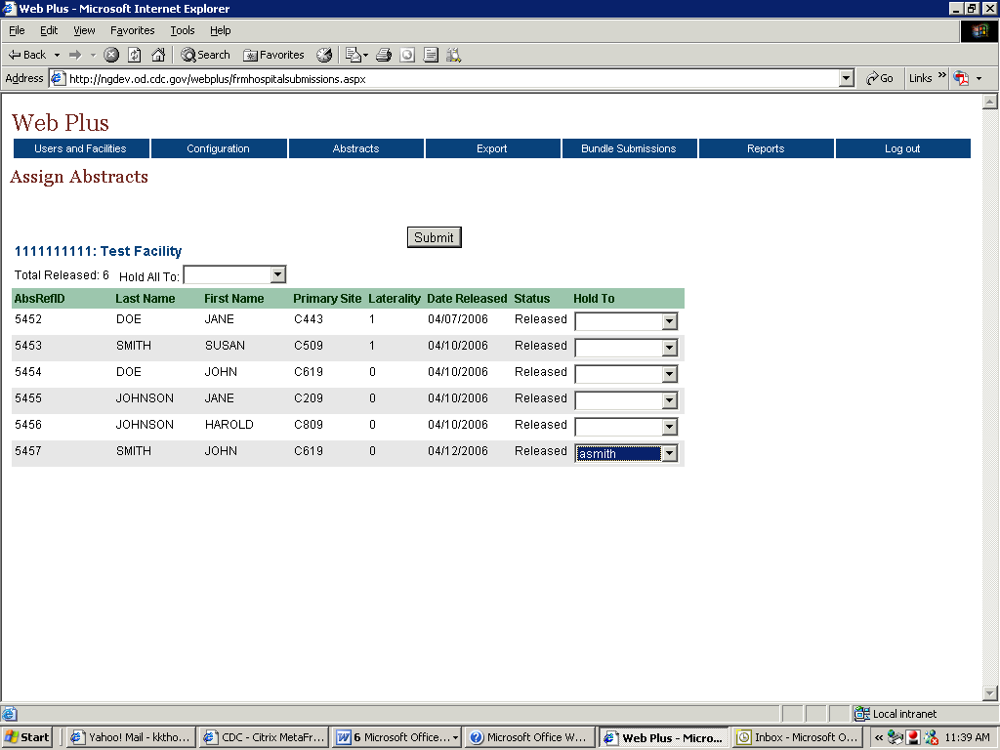 Web Plus - Microsoft Internet Explorer
File Edit View Favorites Tools Help
Back Search Favorites
Address http://ngdev.od.cdc.gov/webplus/frmhospitalsubmissions.aspx Go Links »
Web Plus
Users and Facilities Configuration Abstracts Export Bundle Submissions Reports Log out
Assign Abstracts
Submit
1111111111: Test Facility
Total Released: 6 Hold All To:
AbsRefID Last Name First Name Primary Site Laterality Date Released Status Hold To
5452 DOE JANE C443 1 04/07/2006 Released
5453 SMITH SUSAN C509 1 04/10/2006 Released
5454 DOE JOHN C619 0 04/10/2006 Released
5455 JOHNSON JANE C209 0 04/10/2006 Released
5456 JOHNSON HAROLD C809 0 04/10/2006 Released
5457 SMITH JOHN C619 0 04/12/2006 Released asmith
Local intranet
Start Yahoo! Mail - kktho... CDC - Citrix MetaFr... 6 Microsoft Office... Microsoft Office W... Web Plus - Micro... Inbox - Microsoft O... « 11:39 AM